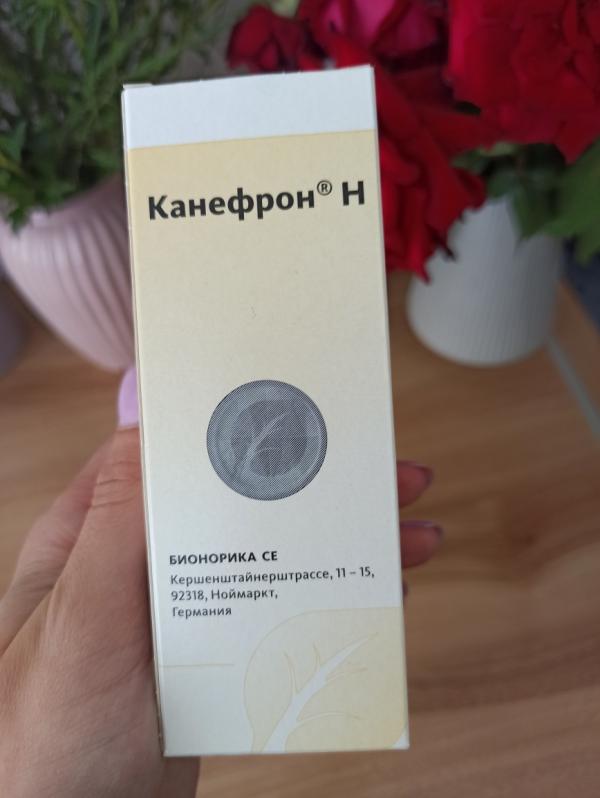 Канефрон® Н
БИОНОРИКА СЕ
Кершенштайнерштрассе, 11 – 15,
92318, Ноймаркт,
Германия